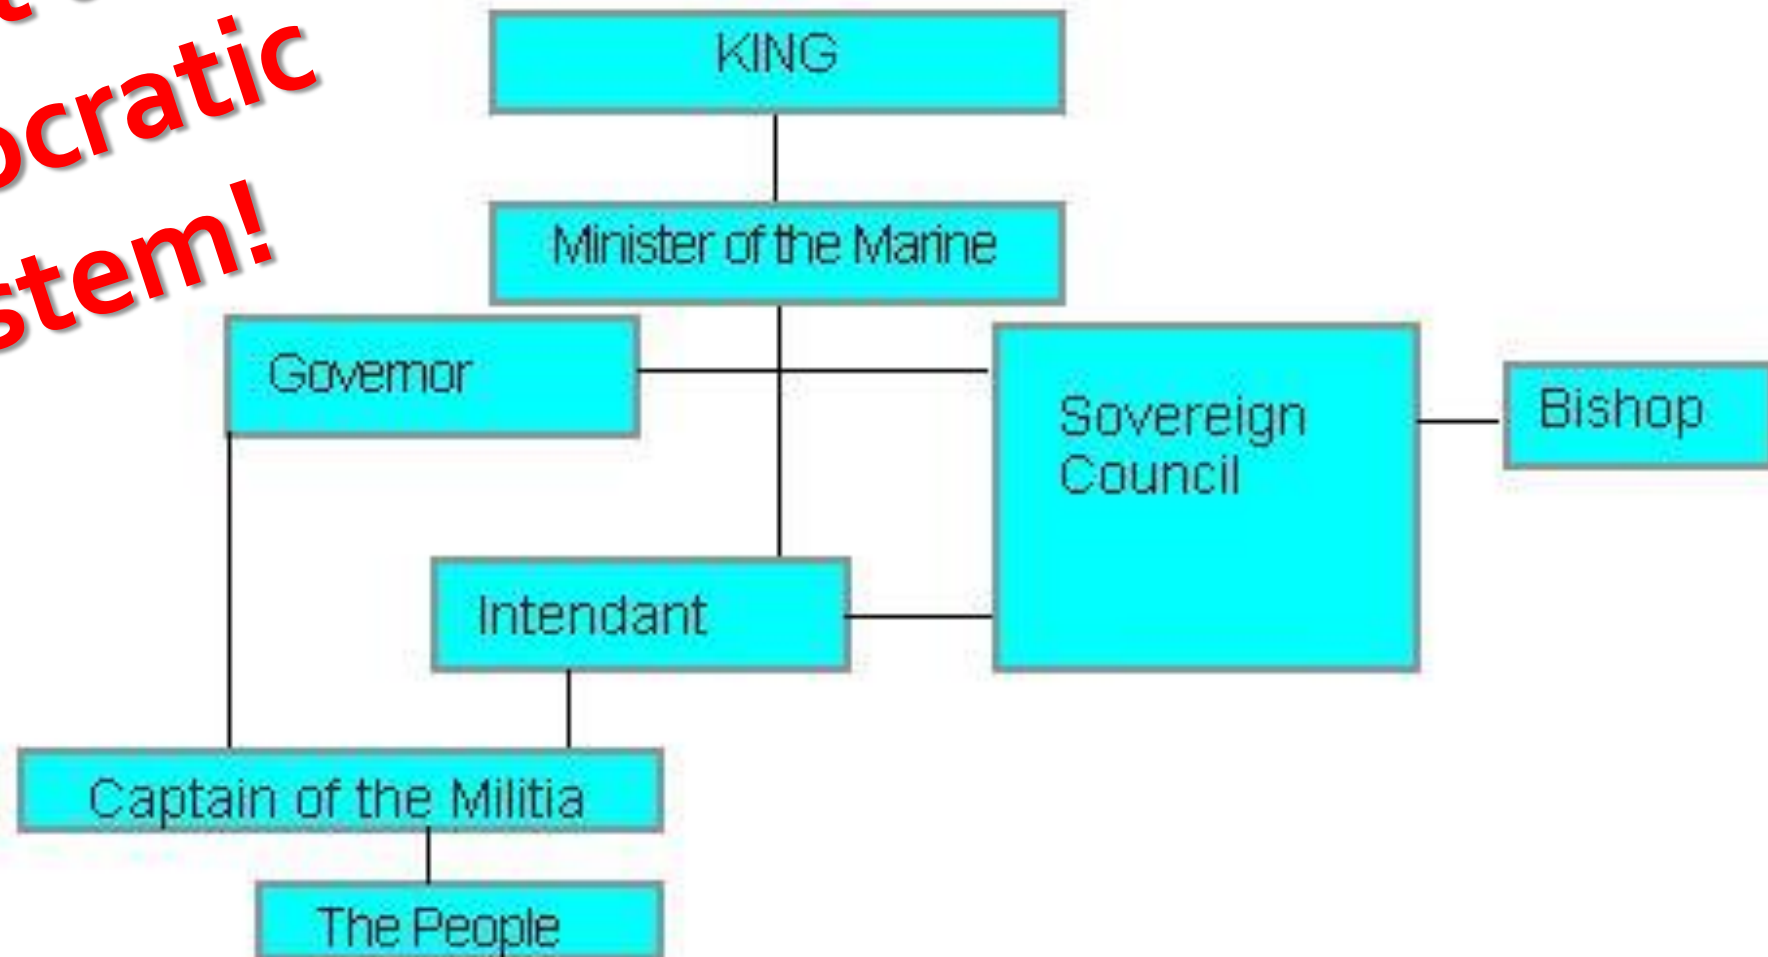 ocratic
stem!
KING
Minister of the Marine
Governor
Sovereign
Council
Bishop
Intendant
Captain of the Militia
The People